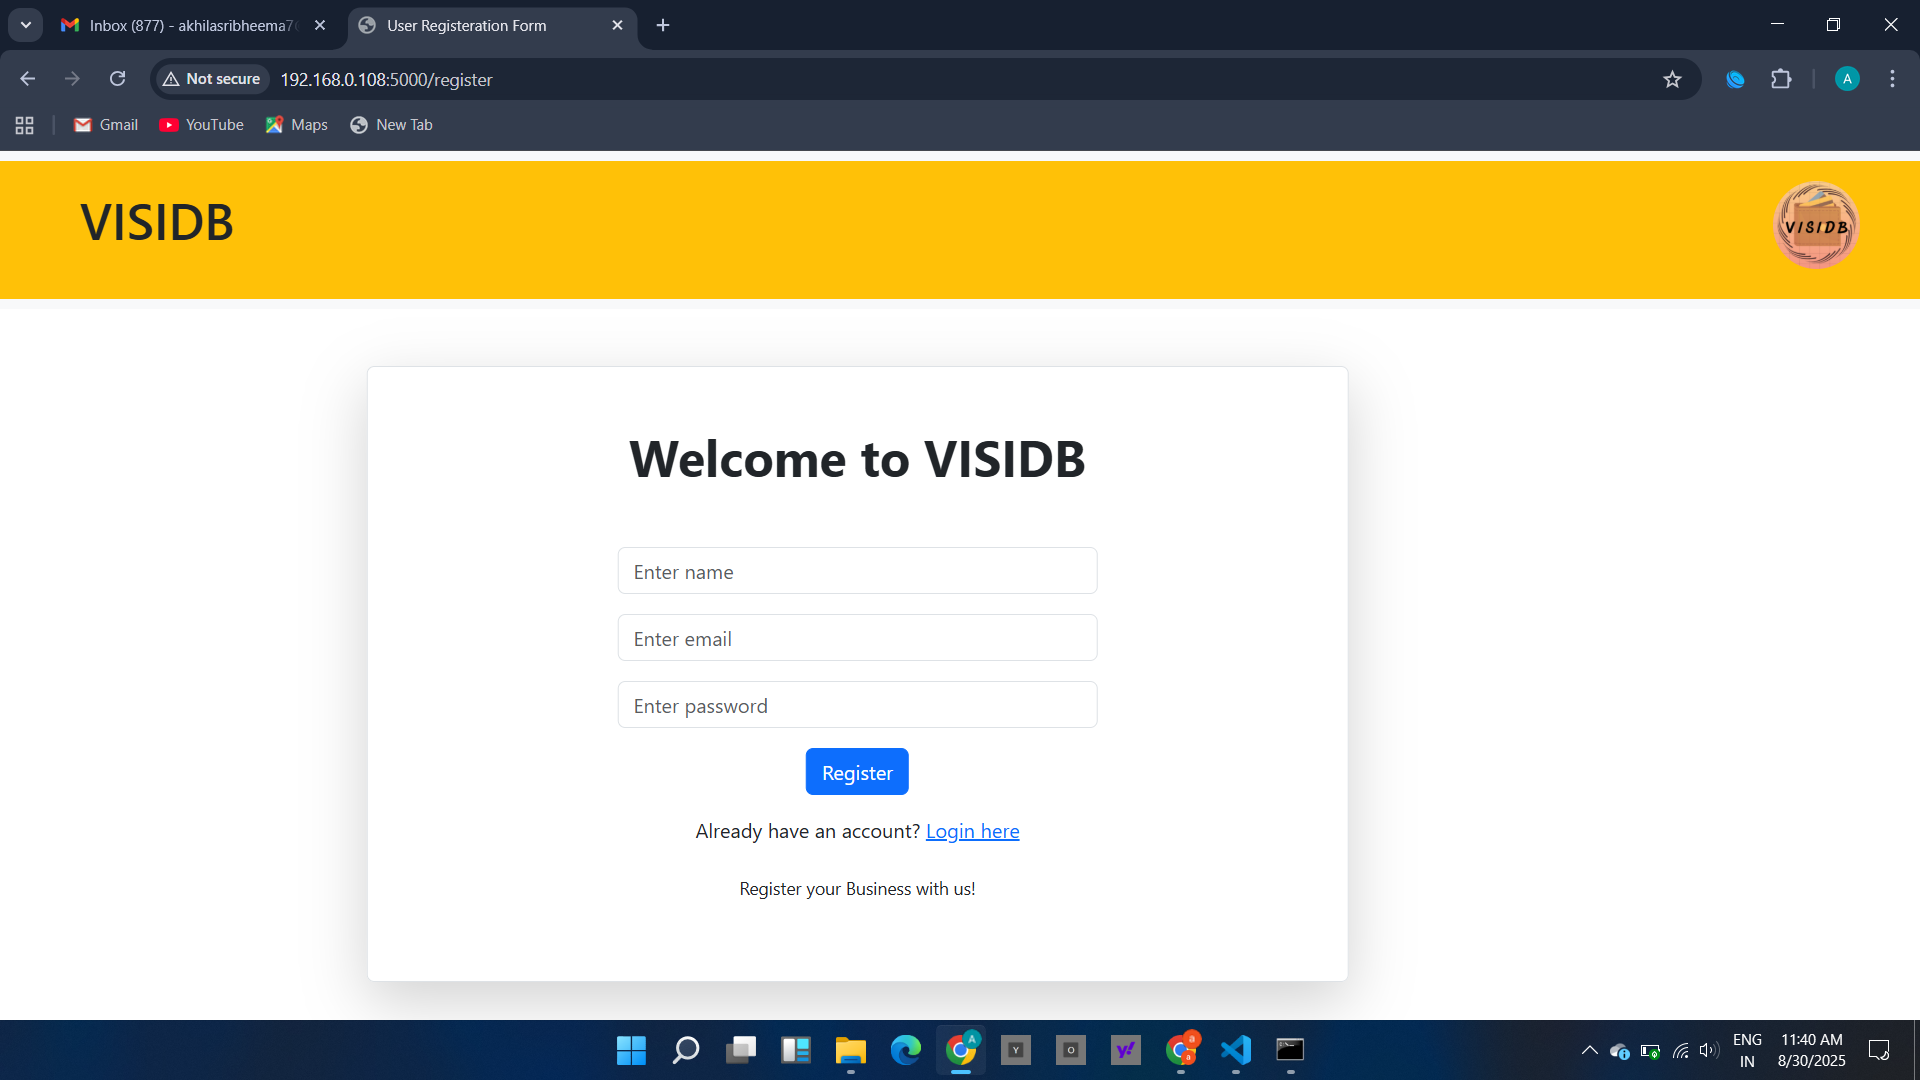 Inbox (877) - akhilasribheema7
User Registeration Form
Not secure
192.168.0.108:5000/register
A
Gmail
YouTube
Maps
New Tab
VISIDB
VISIDB
Welcome to VISIDB
Enter name
Enter email
Enter password
Register
Already have an account? Login here
Register your Business with us!
A
Y
O
y!
a
a
ENG
IN
11:40 AM
8/30/2025